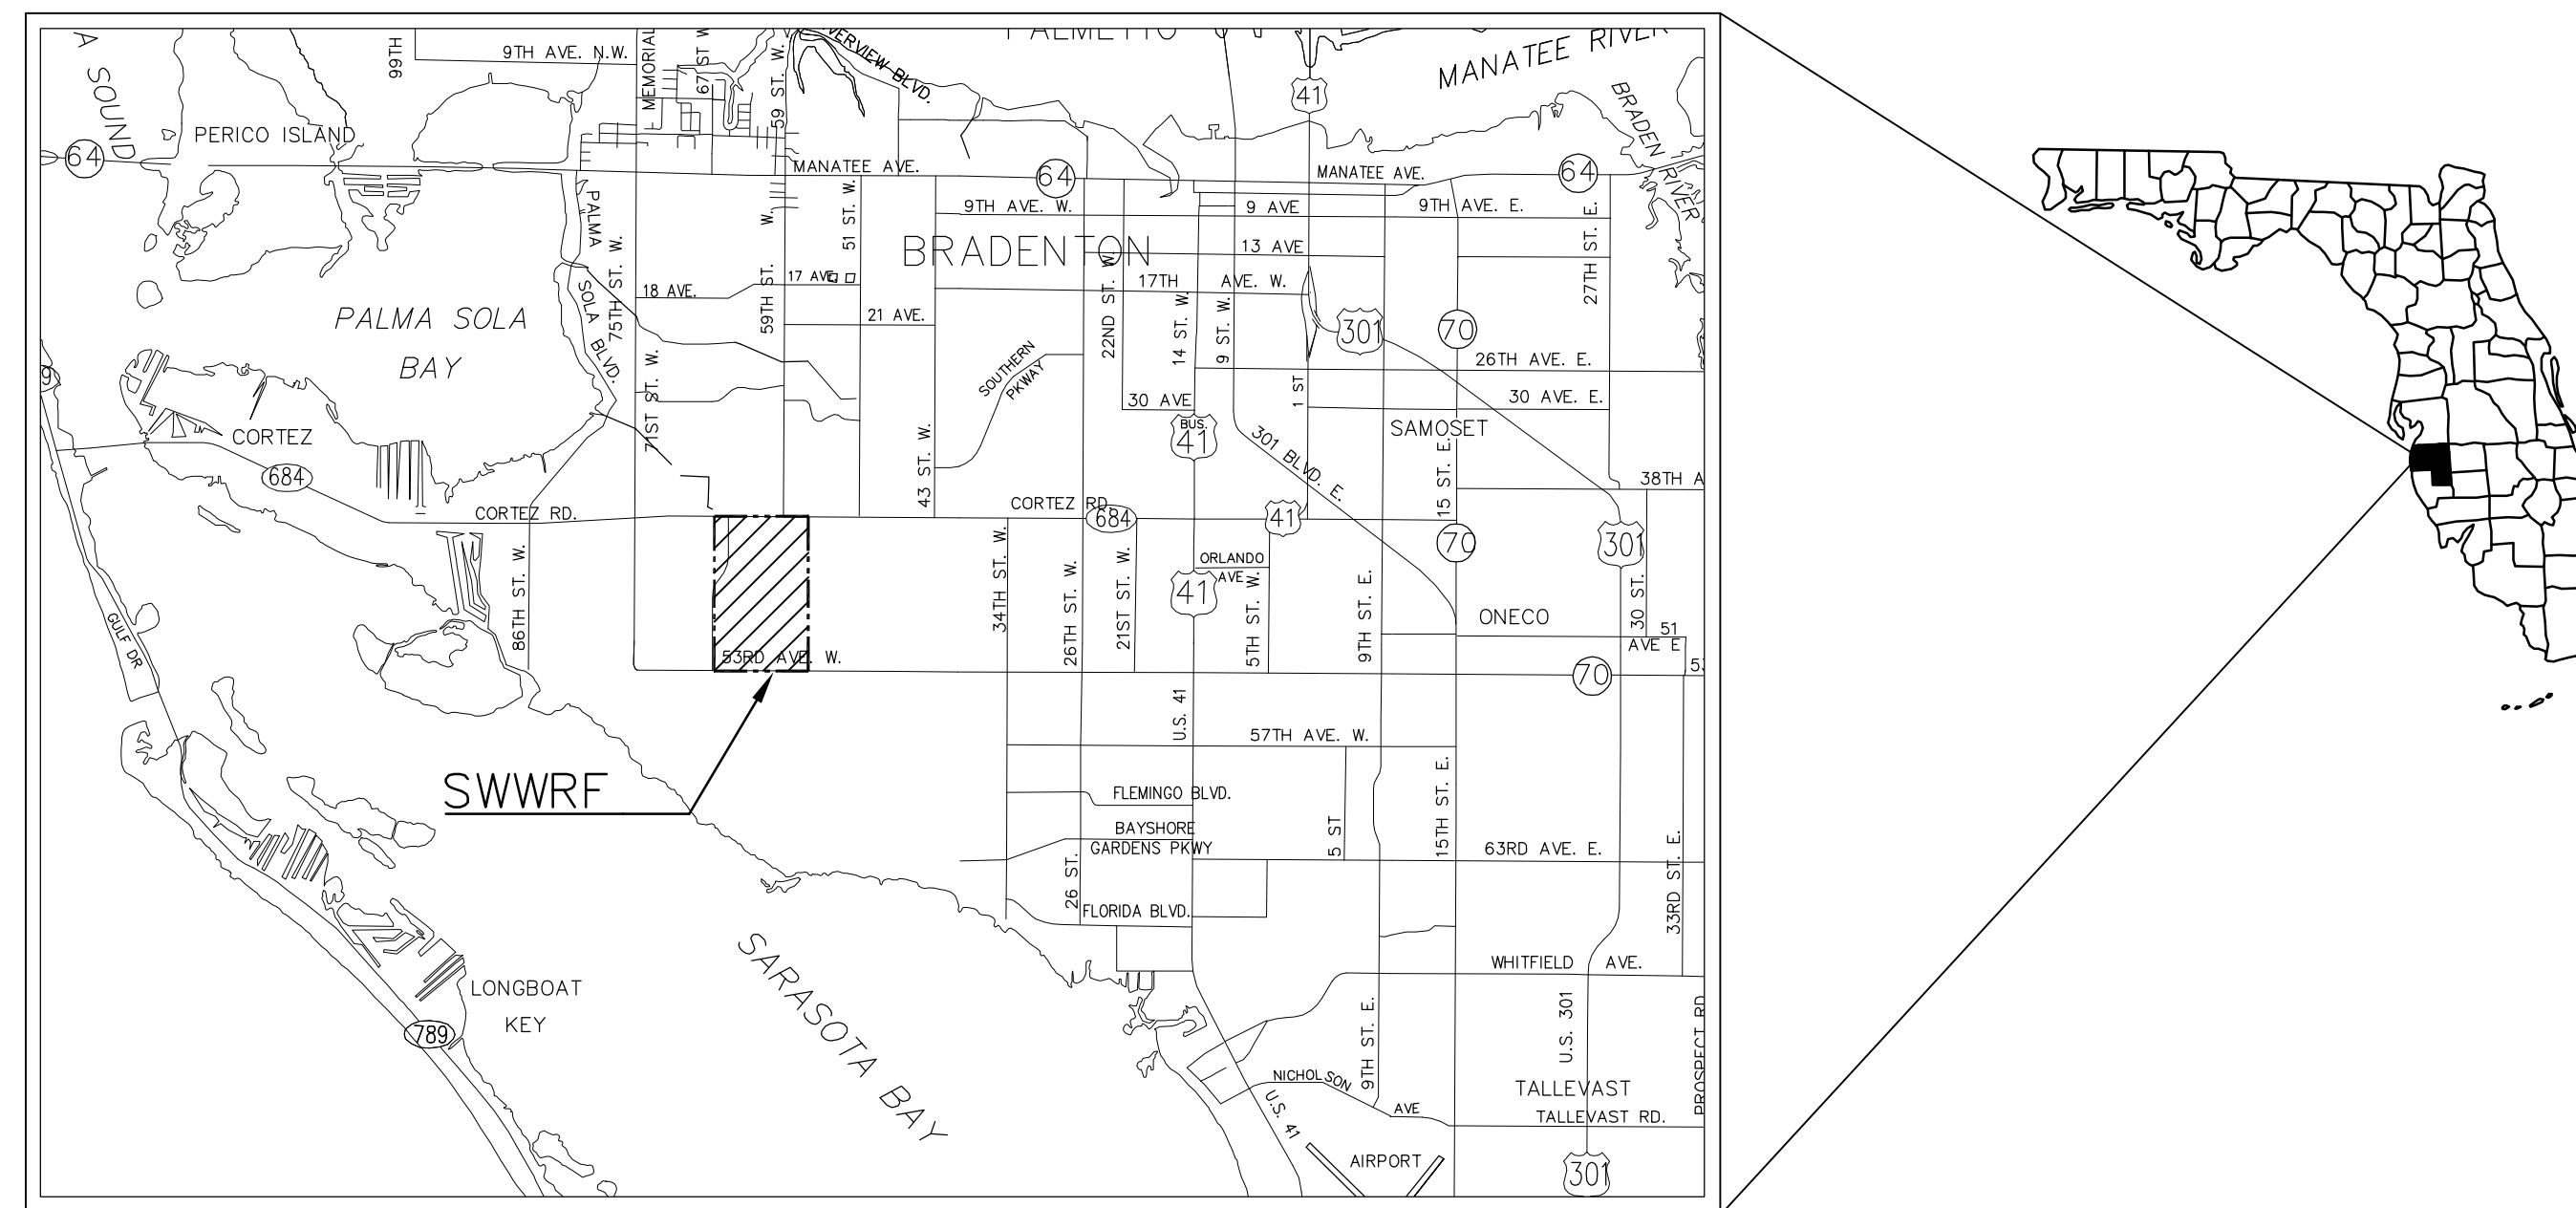 A SOUND
99TH
9TH AVE. N.W.
MEMORIAL
67 ST W
59 ST. W.
BLVD.
MANATEE RIVER
41
BRADEN
RIVER
64
PERICO ISLAND
MANATEE AVE.
64
MANATEE AVE.
64
PALMA
SOLA
BLVD.
75TH ST. W.
59TH ST.
W.
51 ST. W.
9TH AVE. W.
9 AVE
9TH AVE. E.
27TH ST. E.
BRADENTON
13 AVE
17 AVE
18 AVE.
17TH
AVE. W.
22ND ST. W.
14 ST. W.
9 ST. W.
21 AVE.
301
70
PALMA SOLA
BAY
SOUTHERN
PKWAY
26TH AVE. E.
71ST ST. W.
30 AVE
1 ST
30 AVE. E.
BUS.
41
SAMOSET
CORTEZ
684
43 ST. W.
301 BLVD. E.
15 ST. E.
38TH A
CORTEZ RD.
CORTEZ RD.
684
41
70
301
86TH ST. W.
34TH ST. W.
26TH ST. W.
21ST ST. W.
ORLANDO
AVE
41
5TH ST. W.
9TH ST. E.
30 ST.
ONECO
51
AVE E
GULF DR
53RD AVE. W.
70
53
U.S. 41
57TH AVE. W.
SWWRF
FLEMINGO BLVD.
BAYSHORE
GARDENS PKWY
5 ST
15TH ST. E.
63RD AVE. E.
33RD ST. E.
26 ST.
FLORIDA BLVD.
SARASOTA BAY
WHITFIELD AVE.
LONGBOAT
KEY
789
9TH ST. E.
U.S. 301
PROSPECT RD
NICHOLSON
AVE
TALLEVAST
TALLEVAST RD.
U.S. 41
AIRPORT
301